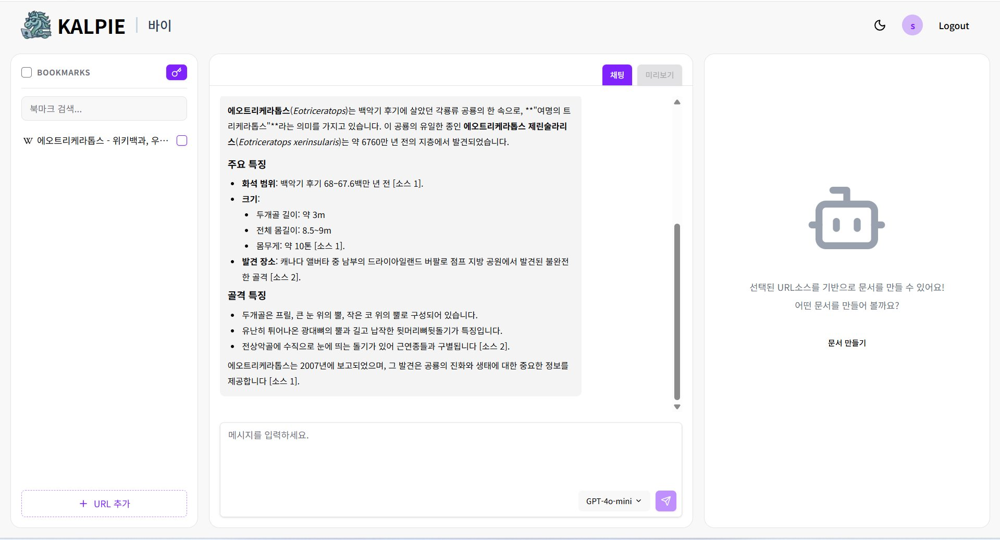 KALPIE
바이
s
Logout
BOOKMARKS
북마크 검색...
W 에오트리케라톱스 - 위키백과, 우…
URL 추가
채팅
미리보기
에오트리케라톱스(Eotriceratops)는 백악기 후기에 살았던 각룡류 공룡의 한 속으로, **"여명의 트
리케라톱스"**라는 의미를 가지고 있습니다. 이 공룡의 유일한 종인 에오트리케라톱스 제린술라리
스(Eotriceratops xerinsularis)는 약 6760만 년 전의 지층에서 발견되었습니다.
주요 특징
화석 범위: 백악기 후기 68–67.6백만 년 전 [소스 1].
크기:
두개골 길이: 약 3m
전체 몸길이: 8.5~9m
몸무게: 약 10톤 [소스 1].
발견 장소: 캐나다 앨버타 중 남부의 드라이아일랜드 버팔로 점프 지방 공원에서 발견된 불완전
한 골격 [소스 2].
골격 특징
두개골은 프릴, 큰 눈 위의 뿔, 작은 코 위의 뿔로 구성되어 있습니다.
유난히 튀어나온 광대뼈의 뿔과 길고 납작한 뒷머리뼈뒷돌기가 특징입니다.
전상악골에 수직으로 눈에 띄는 돌기가 있어 근연종들과 구별됩니다 [소스 2].
에오트리케라톱스는 2007년에 보고되었으며, 그 발견은 공룡의 진화와 생태에 대한 중요한 정보를
제공합니다 [소스 1].
메시지를 입력하세요.
GPT-4o-mini
선택된 URL소스를 기반으로 문서를 만들 수 있어요!
어떤 문서를 만들어 볼까요?
문서 만들기